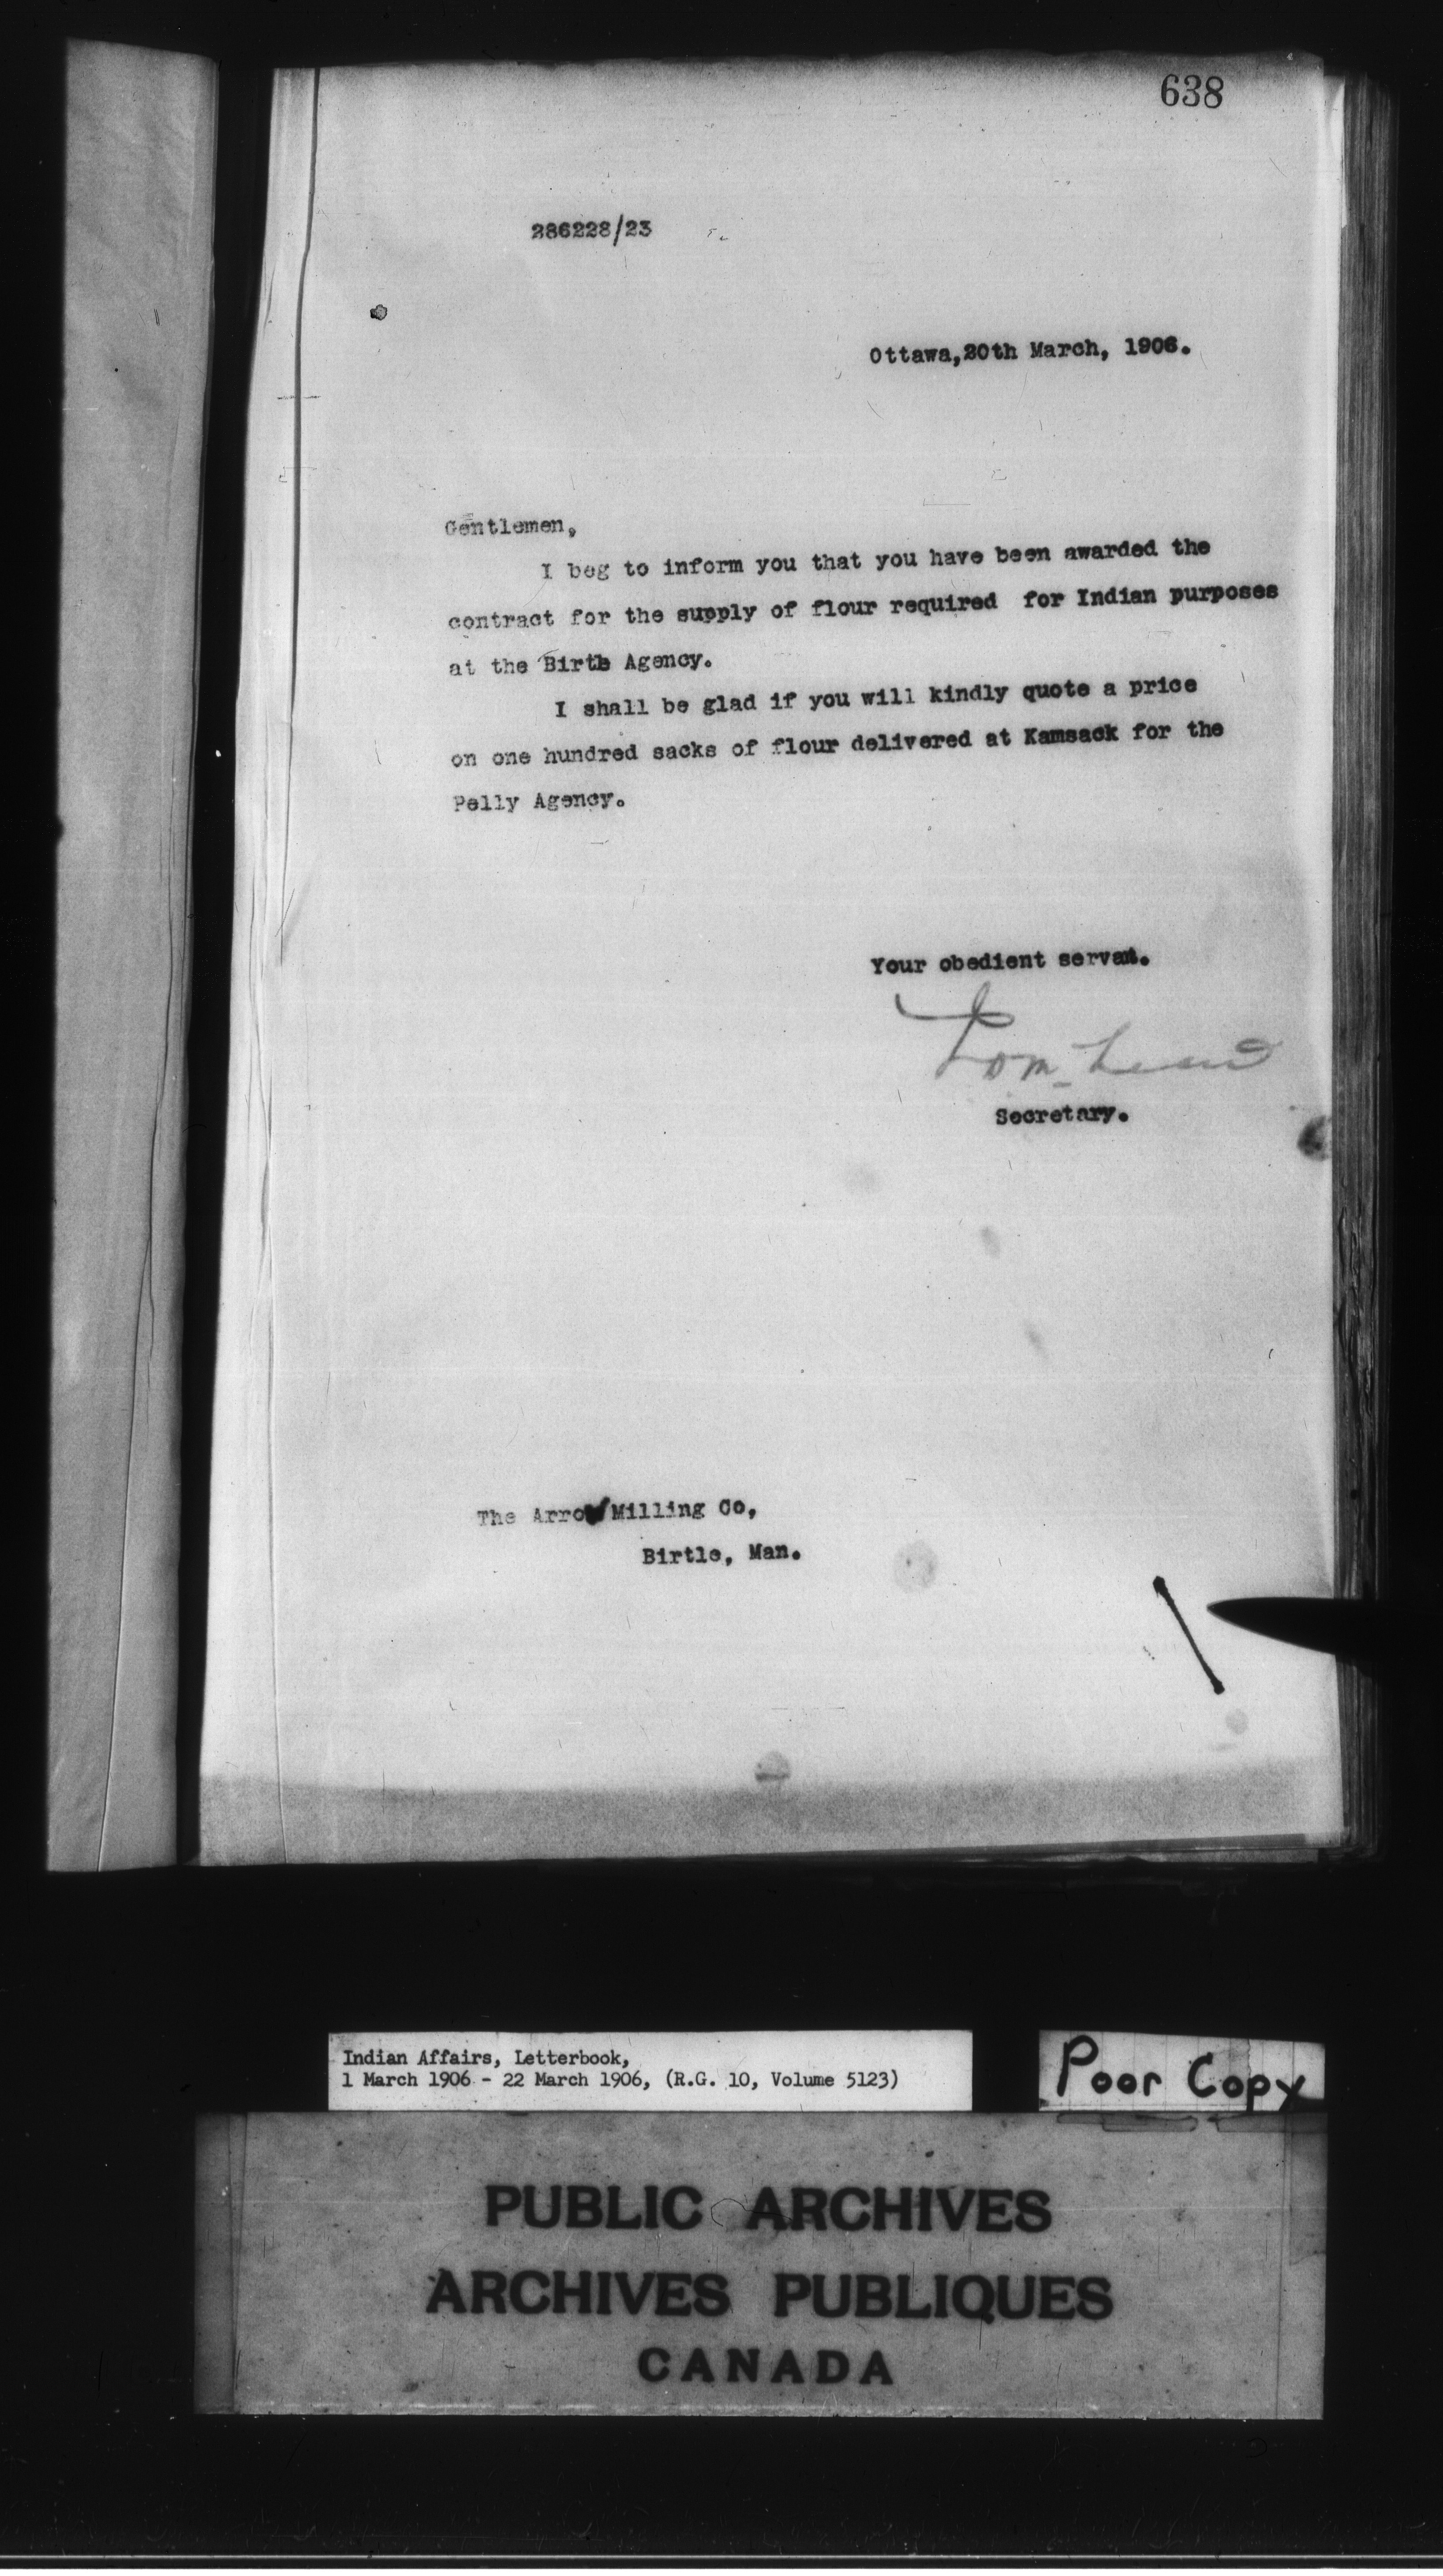 638
286228/23
Ottawa,20th March, 1906.
Gentlemen,
I beg to inform you that you have been awarded the
contract for the supply of flour required for Indian purposes
at the Birtle Agency.
I shall be glad if you will kindly quote a price
on one hundred sacks of flour delivered at Kamsack for the
Pelly Agency.
Your obedient servant.
Secretary.
The Arrow Milling Co,
Birtle, Man.
Indian Affairs, Letterbook,
1 March 1906 - 22 March 1906, (R.G. 10, Volume 5123)
Poor Copy
PUBLIC ARCHIVES
ARCHIVES PUBLIQUES
CANADA